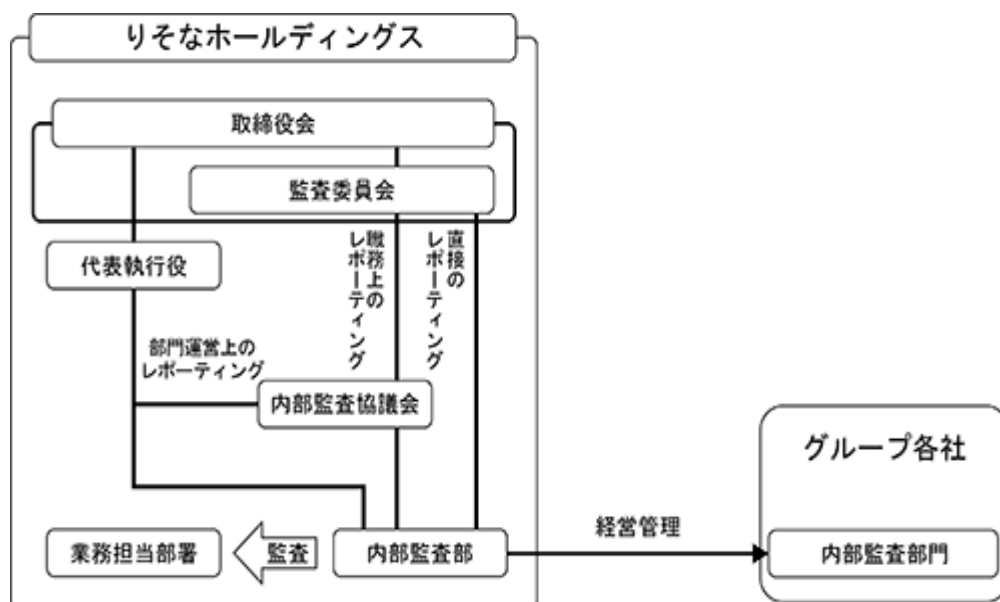 りそなホールディングス
取締役会
監査委員会
代表執行役
職務上の
レポーティング
直接の
レポーティング
部門運営上の
レポーティング
内部監査協議会
グループ各社
業務担当部署
監査
内部監査部
経営管理
内部監査部門